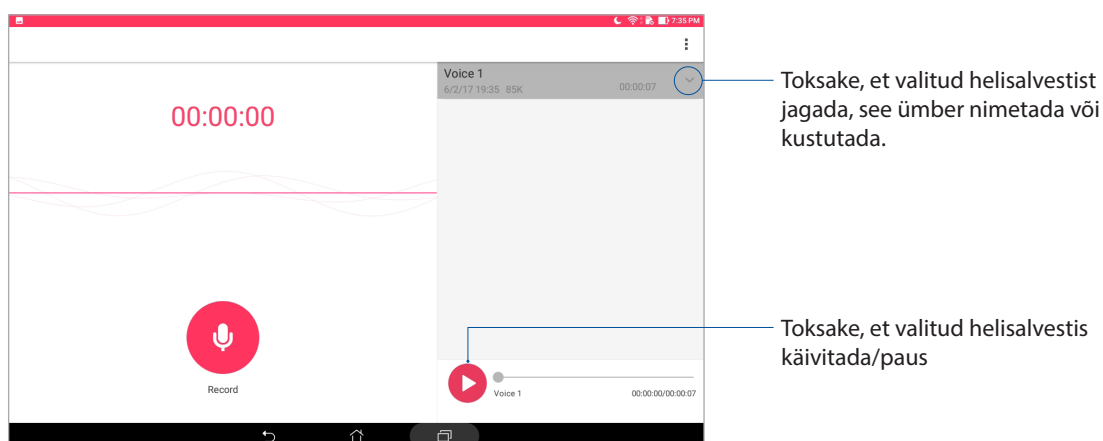 7:35 PM
Voice 1
6/2/17 19:35 85K 00:00:07
00:00:00
Toksake, et valitud helisalvestist
jagada, see ümber nimetada või
kustutada.
Record
Voice 1 00:00:00/00:00:07
Toksake, et valitud helisalvestis
käivitada/paus